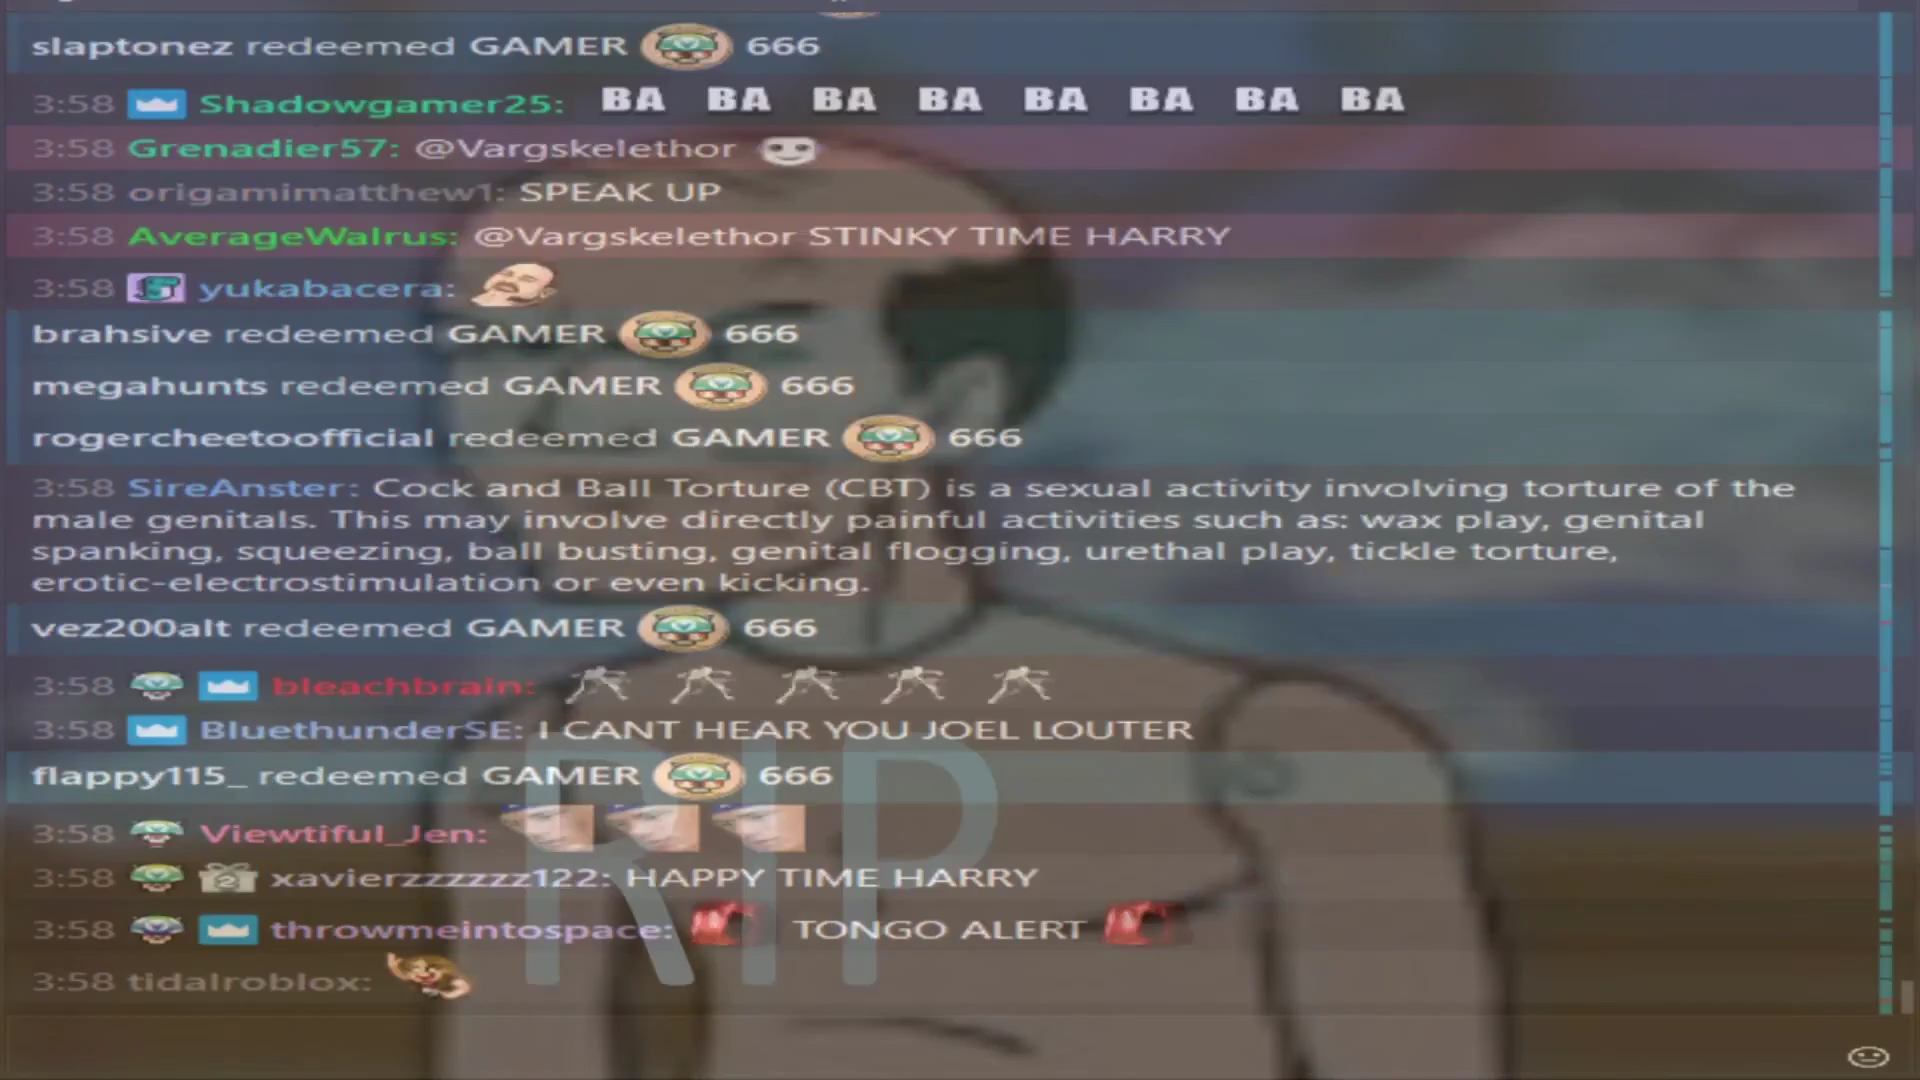 slaptonez redeemed GAMER 666
3:58 Shadowgamer25: BA BA BA BA BA BA BA BA
3:58 Grenadier57: @Vargskelethor
3:58 origamimatthew1: SPEAK UP
3:58 AverageWalrus: @Vargskelethor STINKY TIME HARRY
3:58 yukabacera:
brahsive redeemed GAMER 666
megahunts redeemed GAMER 666
rogercheetoofficial redeemed GAMER 666
3:58 SireAnster: Cock and Ball Torture (CBT) is a sexual activity involving torture of the
male genitals. This may involve directly painful activities such as: wax play, genital
spanking, squeezing, ball busting, genital flogging, urethal play, tickle torture,
erotic-electrostimulation or even kicking.
vez200alt redeemed GAMER 666
3:58 bleachbrain:
3:58 BluethunderSE: I CANT HEAR YOU JOEL LOUTER
flappy115_ redeemed GAMER 666
3:58 Viewtiful_Jen:
3:58 2 xavierzzzzzz122: HAPPY TIME HARRY
3:58 throwmeintospace: TONGO ALERT
3:58 tidalroblox:
RIP